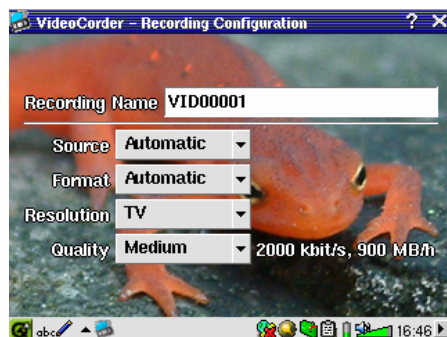 VideoCorder – Recording Configuration ? X
Recording Name VID00001
Source Automatic
Format Automatic
Resolution TV
Quality Medium 2000 kbit/s, 900 MB/h
abc 16:46